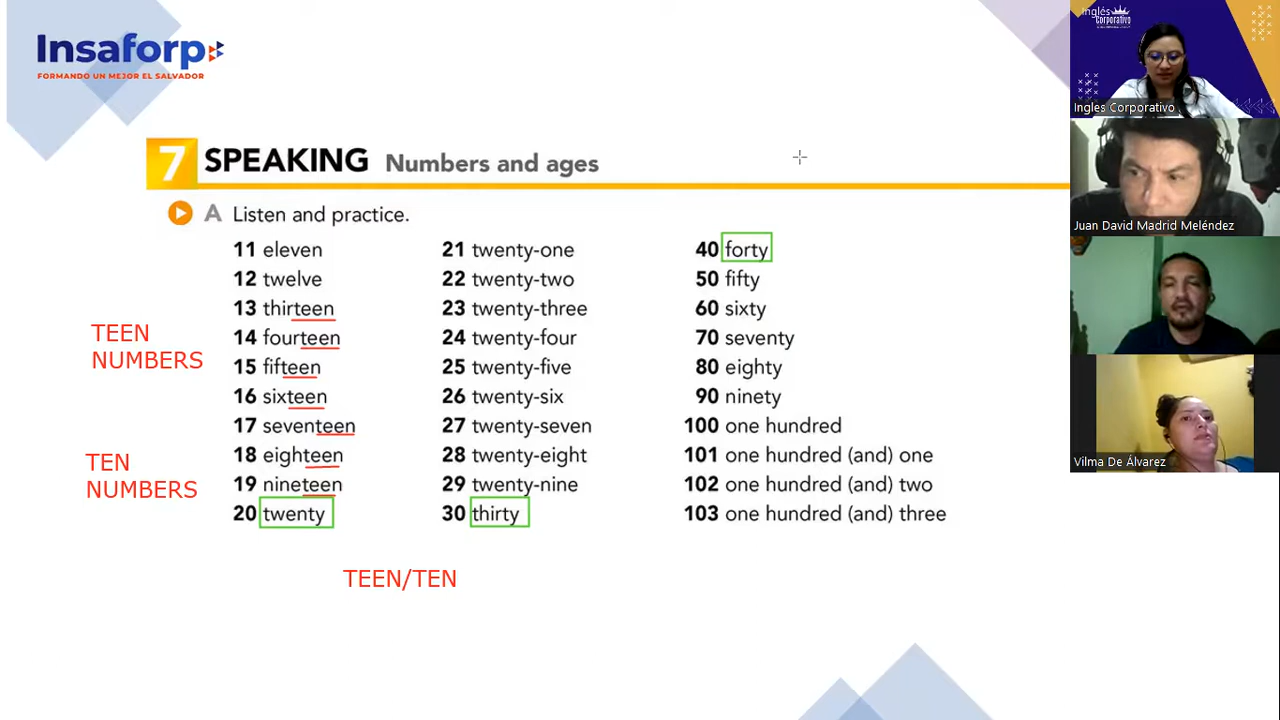 Insaforp
FORMANDO UN MEJOR EL SALVADOR
7 SPEAKING Numbers and ages
A Listen and practice.
11 eleven
12 twelve
13 thirteen
14 fourteen
15 fifteen
16 sixteen
17 seventeen
18 eighteen
19 nineteen
20 twenty
21 twenty-one
22 twenty-two
23 twenty-three
24 twenty-four
25 twenty-five
26 twenty-six
27 twenty-seven
28 twenty-eight
29 twenty-nine
30 thirty
40 forty
50 fifty
60 sixty
70 seventy
80 eighty
90 ninety
100 one hundred
101 one hundred (and) one
102 one hundred (and) two
103 one hundred (and) three
TEEN
NUMBERS
TEN
NUMBERS
TEEN/TEN
Inglés
Corporativo
Ingles Corporativo
Juan David Madrid Meléndez
Vilma De Álvarez